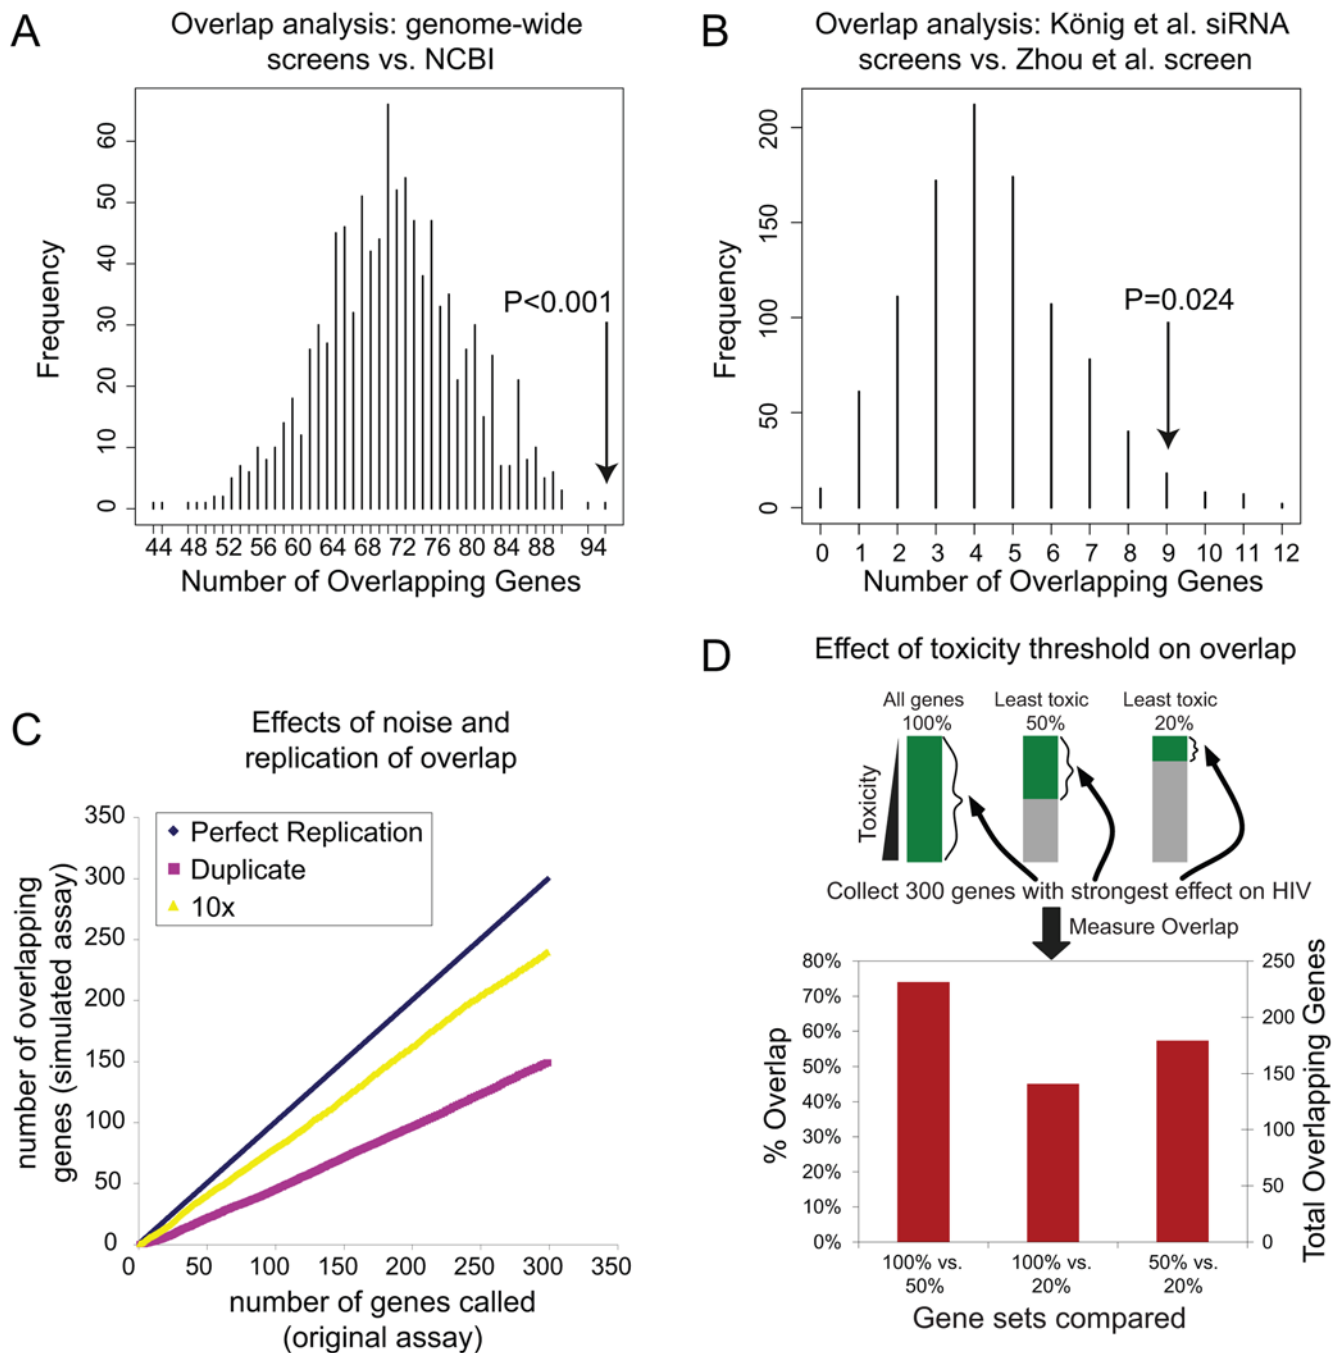 A
Overlap analysis: genome-wide
screens vs. NCBI
Frequency
60
50
40
30
20
10
0
P<0.001
44 48 52 56 60 64 68 72 76 80 84 88 94
Number of Overlapping Genes
B
Overlap analysis: König et al. siRNA
screens vs. Zhou et al. screen
Frequency
200
150
100
50
0
P=0.024
0 1 2 3 4 5 6 7 8 9 10 11 12
Number of Overlapping Genes
C
Effects of noise and
replication of overlap
number of overlapping
genes (simulated assay)
350
300
250
200
150
100
50
0
Perfect Replication
Duplicate
10x
0 50 100 150 200 250 300 350
number of genes called
(original assay)
D
Effect of toxicity threshold on overlap
All genes
100%
Least toxic
50%
Least toxic
20%
Toxicity
Collect 300 genes with strongest effect on HIV
Measure Overlap
% Overlap
80%
70%
60%
50%
40%
30%
20%
10%
0%
250
200
150
100
50
0
Total Overlapping Genes
100% vs.
50%
100% vs.
20%
50% vs.
20%
Gene sets compared